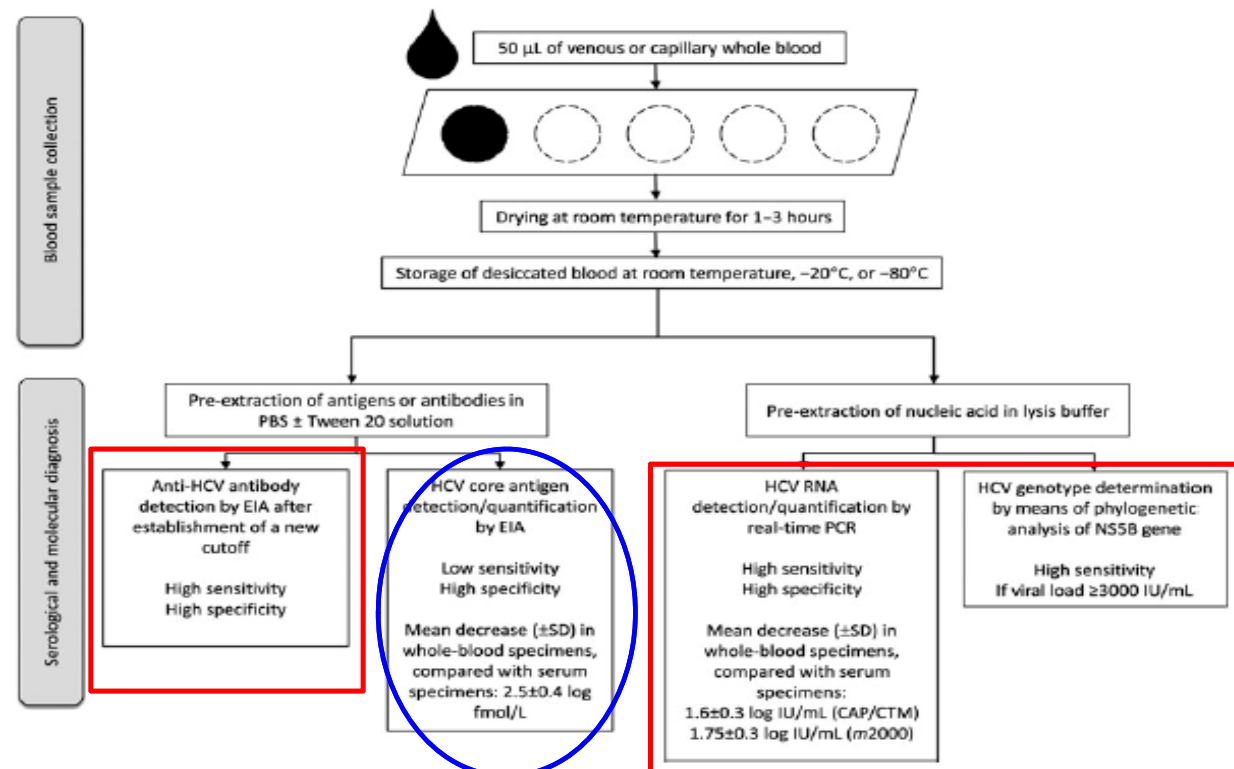 Blood sample collection
50 μL of venous or capillary whole blood
Drying at room temperature for 1–3 hours
Storage of desiccated blood at room temperature, −20°C, or −80°C
Serological and molecular diagnosis
Pre-extraction of antigens or antibodies in
PBS ± Tween 20 solution
Pre-extraction of nucleic acid in lysis buffer
Anti-HCV antibody
detection by EIA after
establishment of a new
cutoff
High sensitivity
High specificity
HCV core antigen
detection/quantification
by EIA
Low sensitivity
High specificity
Mean decrease (±SD) in
whole-blood specimens,
compared with serum
specimens: 2.5±0.4 log
fmol/L
HCV RNA
detection/quantification by
real-time PCR
High sensitivity
High specificity
Mean decrease (±SD) in
whole-blood specimens,
compared with serum
specimens:
1.6±0.3 log IU/mL (CAP/CTM)
1.75±0.3 log IU/mL (m2000)
HCV genotype determination
by means of phylogenetic
analysis of NS5B gene
High sensitivity
If viral load ≥3000 IU/mL